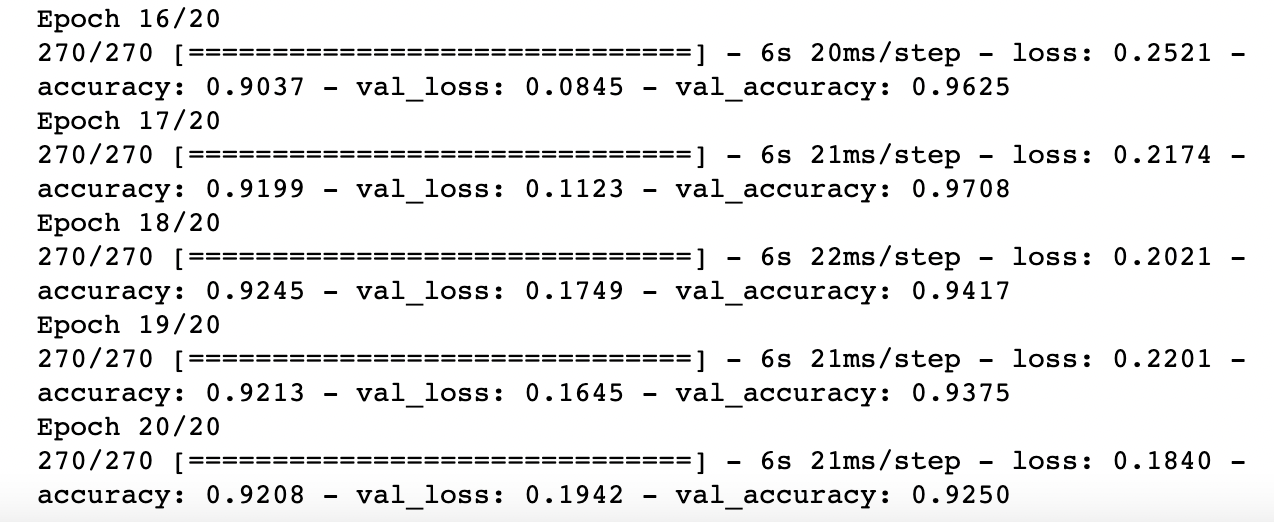 Epoch 16/20
270/270 [==============================] - 6s 20ms/step - loss: 0.2521 -
accuracy: 0.9037 - val_loss: 0.0845 - val_accuracy: 0.9625
Epoch 17/20
270/270 [==============================] - 6s 21ms/step - loss: 0.2174 -
accuracy: 0.9199 - val_loss: 0.1123 - val_accuracy: 0.9708
Epoch 18/20
270/270 [==============================] - 6s 22ms/step - loss: 0.2021 -
accuracy: 0.9245 - val_loss: 0.1749 - val_accuracy: 0.9417
Epoch 19/20
270/270 [==============================] - 6s 21ms/step - loss: 0.2201 -
accuracy: 0.9213 - val_loss: 0.1645 - val_accuracy: 0.9375
Epoch 20/20
270/270 [==============================] - 6s 21ms/step - loss: 0.1840 -
accuracy: 0.9208 - val_loss: 0.1942 - val_accuracy: 0.9250